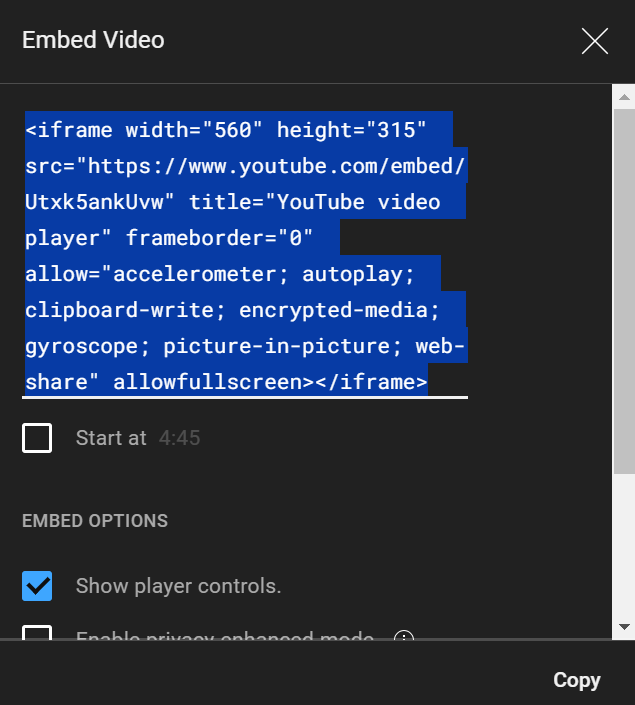 Embed Video
<iframe width="560" height="315"
src="https://www.youtube.com/embed/
Utxk5ankUvw" title="YouTube video
player" frameborder="0"
allow="accelerometer; autoplay;
clipboard-write; encrypted-media;
gyroscope; picture-in-picture; web-
share" allowfullscreen></iframe>
Start at 4:45
EMBED OPTIONS
Show player controls.
Enable privacy-enhanced mode.
Copy